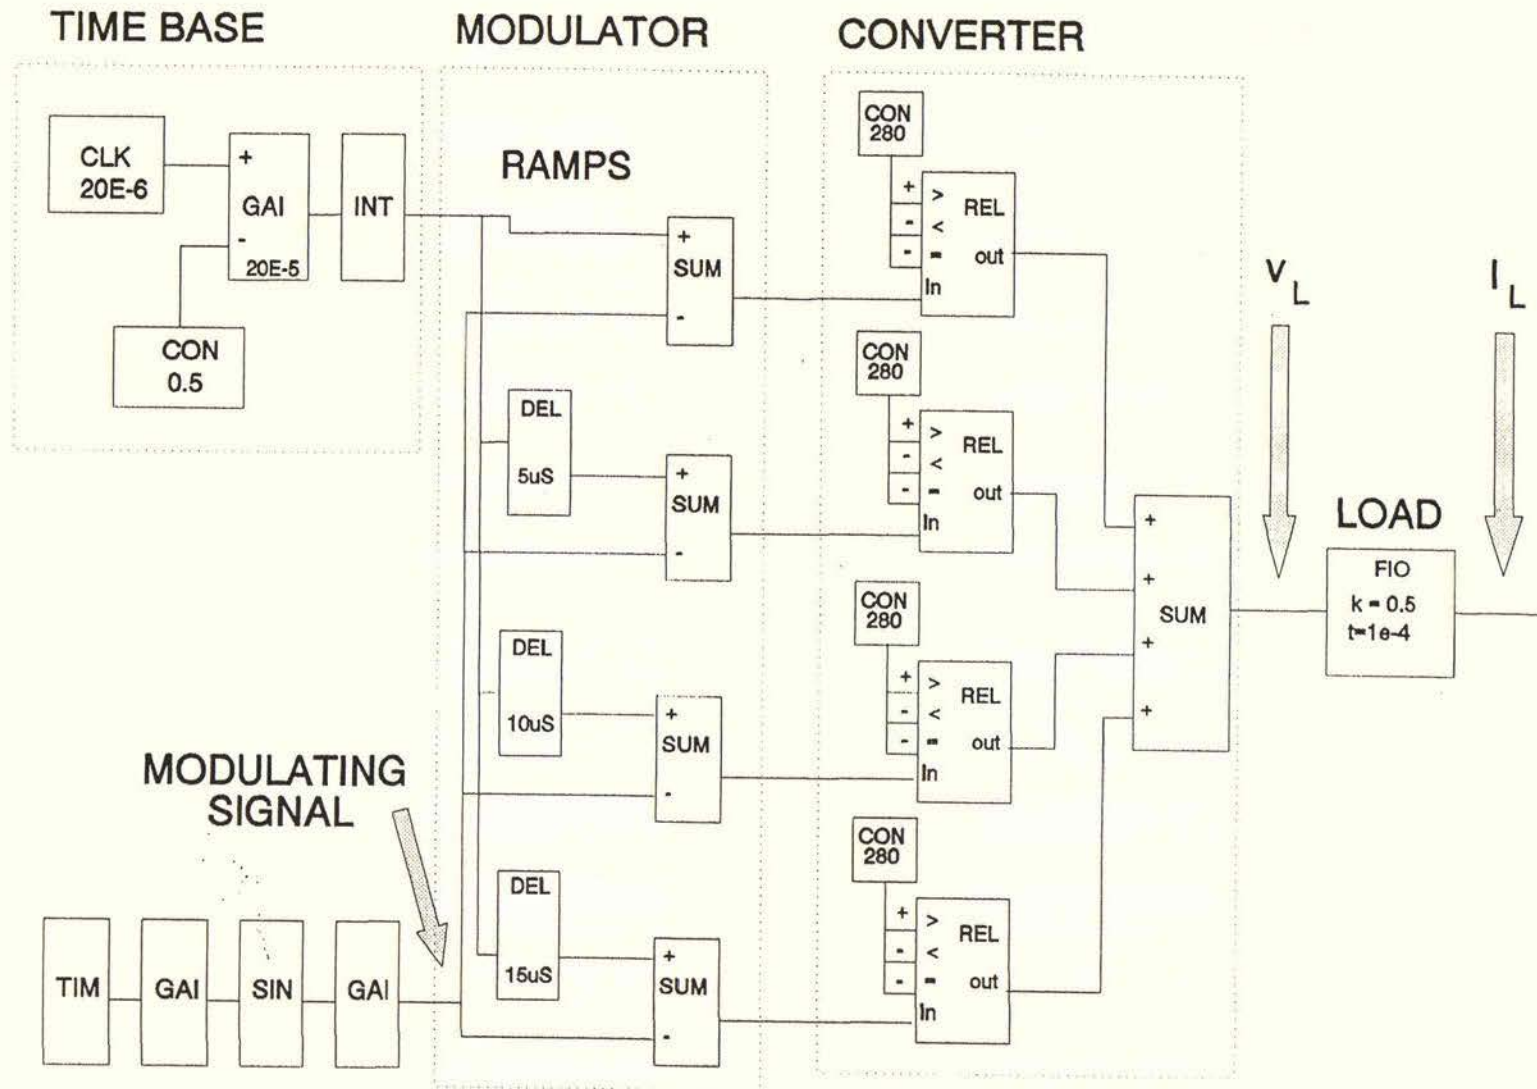 TIME BASE
MODULATOR
CONVERTER
CLK
20E-6
+
GAI
-
20E-5
INT
CON
0.5
RAMPS
+
SUM
-
DEL
5uS
+
SUM
-
DEL
10uS
+
SUM
-
DEL
15uS
+
SUM
-
MODULATING
SIGNAL
TIM
GAI
SIN
GAI
CON
280
+ >
- <
- =
REL
out
In
CON
280
+ >
- <
- =
REL
out
In
CON
280
+ >
- <
- =
REL
out
In
CON
280
+ >
- <
- =
REL
out
In
+
+
SUM
+
+
V L
I L
LOAD
FIO
k = 0.5
t=1e-4